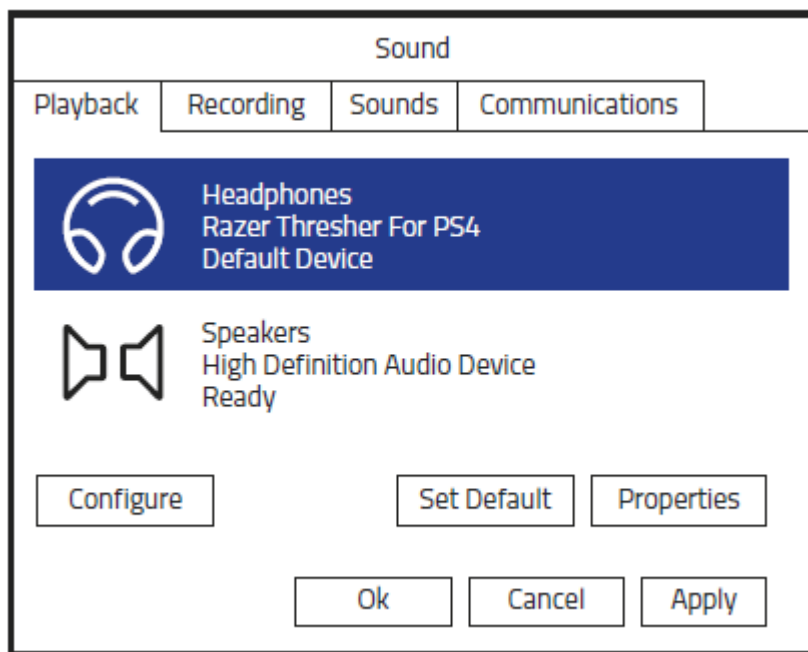 Sound
Playback Recording Sounds Communications
Headphones
Razer Thresher For PS4
Default Device
Speakers
High Definition Audio Device
Ready
Configure Set Default Properties
Ok Cancel Apply